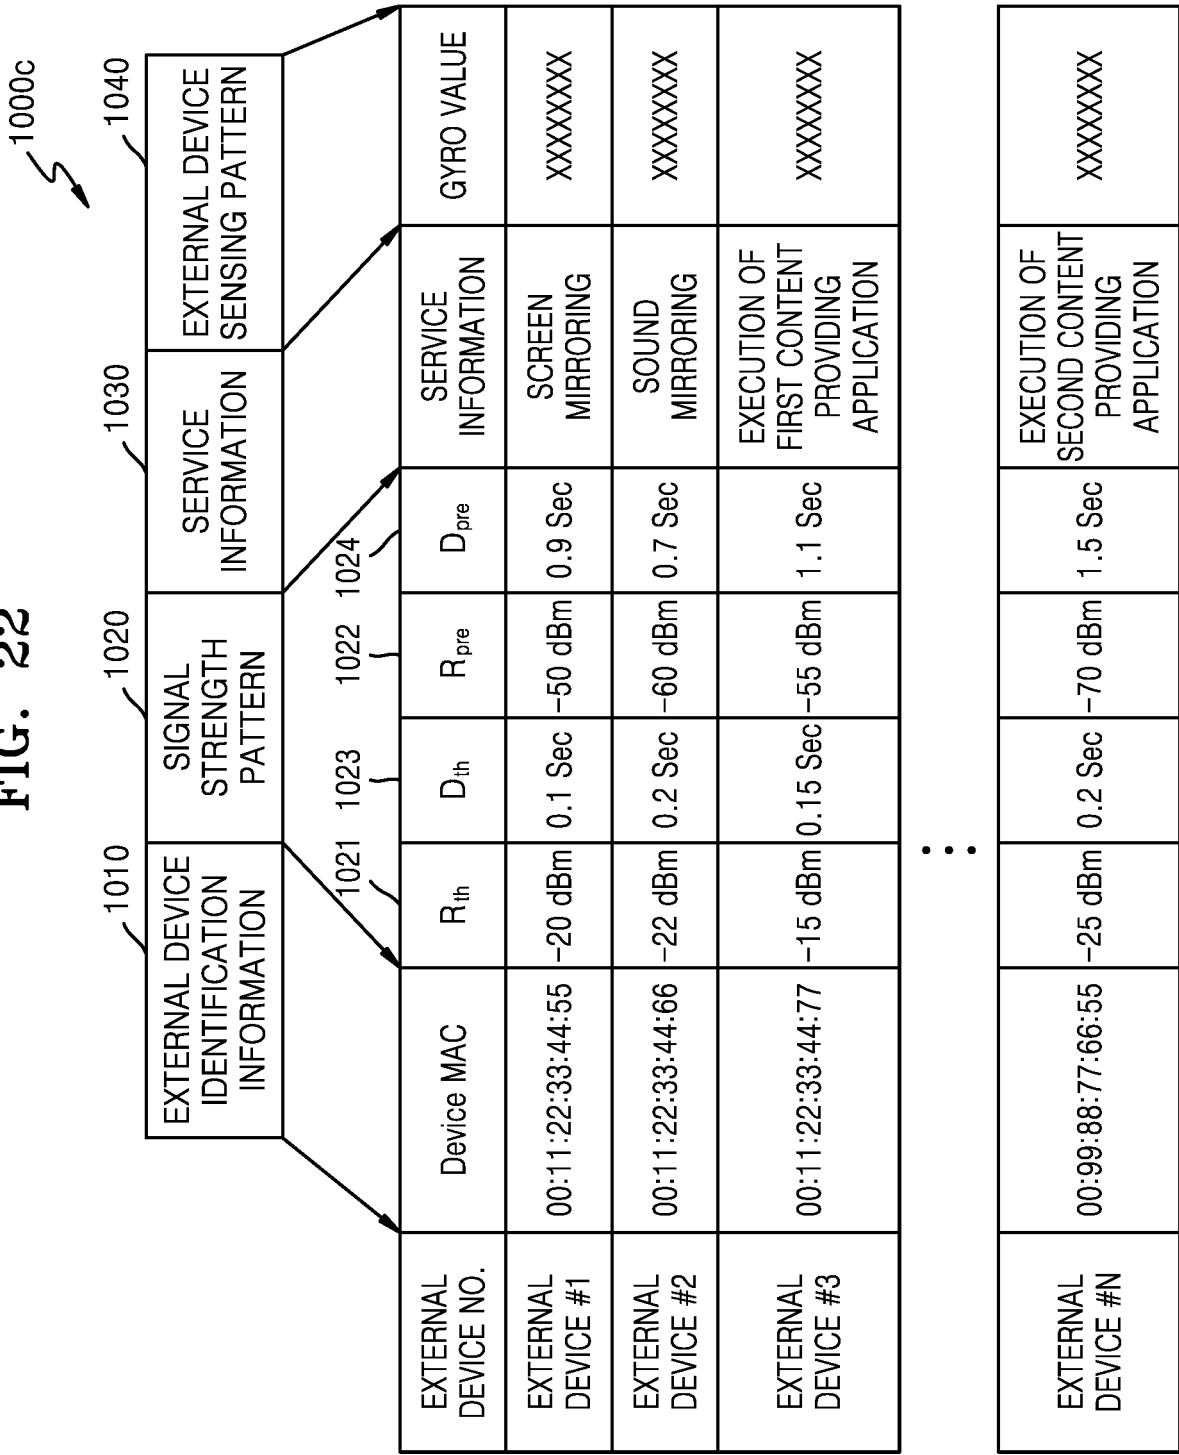 FIG. 22
1000c
1010
1020
1030
1040
EXTERNAL DEVICE
IDENTIFICATION
INFORMATION
SIGNAL
STRENGTH
PATTERN
SERVICE
INFORMATION
EXTERNAL DEVICE
SENSING PATTERN
1021
1023
1022
1024
EXTERNAL
DEVICE NO.
Device MAC
Rth
Dth
Rpre
Dpre
SERVICE
INFORMATION
GYRO VALUE
EXTERNAL
DEVICE #1
00:11:22:33:44:55
−20 dBm
0.1 Sec
−50 dBm
0.9 Sec
SCREEN
MIRRORING
XXXXXXXX
EXTERNAL
DEVICE #2
00:11:22:33:44:66
−22 dBm
0.2 Sec
−60 dBm
0.7 Sec
SOUND
MIRRORING
XXXXXXXX
EXTERNAL
DEVICE #3
00:11:22:33:44:77
−15 dBm
0.15 Sec
−55 dBm
1.1 Sec
EXECUTION OF
FIRST CONTENT
PROVIDING
APPLICATION
XXXXXXXX
EXTERNAL
DEVICE #N
00:99:88:77:66:55
−25 dBm
0.2 Sec
−70 dBm
1.5 Sec
EXECUTION OF
SECOND CONTENT
PROVIDING
APPLICATION
XXXXXXXX